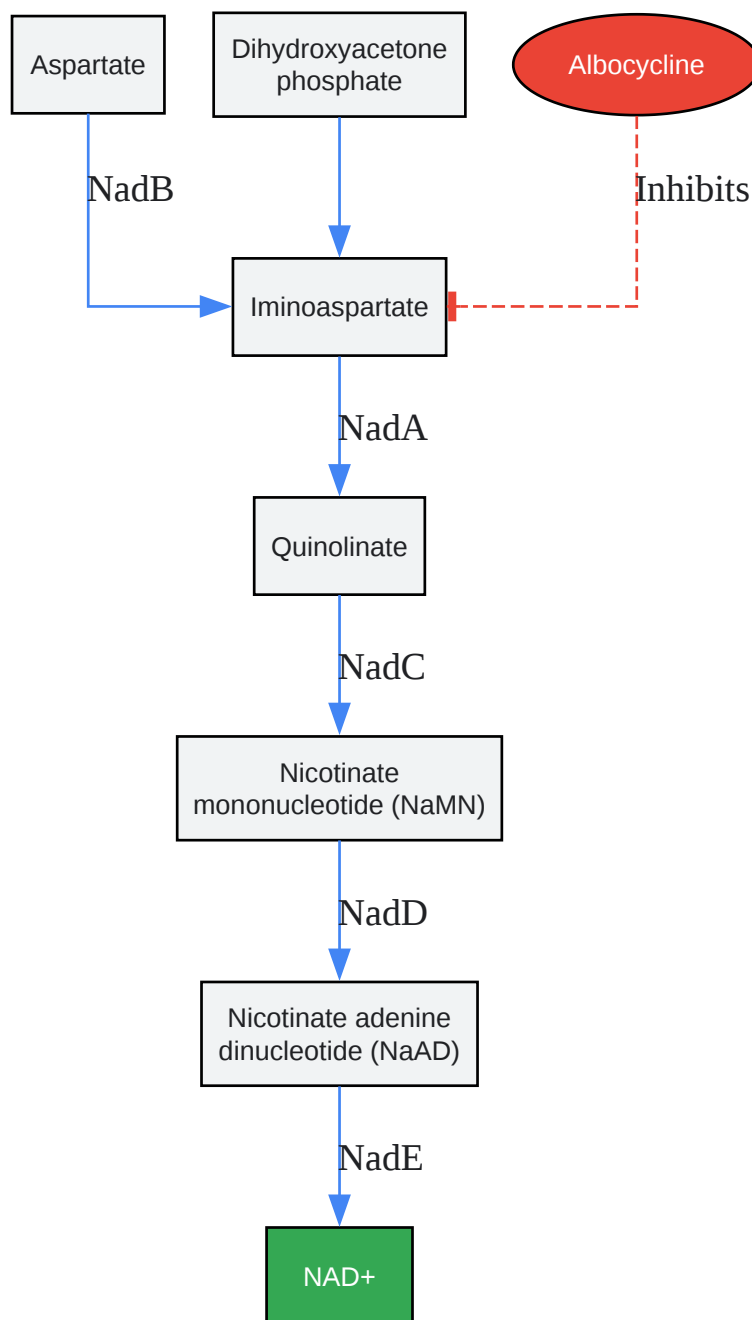 Aspartate
Dihydroxyacetone
phosphate
Albocycline
NadB
Inhibits
Iminoaspartate
NadA
Quinolinate
NadC
Nicotinate
mononucleotide (NaMN)
NadD
Nicotinate adenine
dinucleotide (NaAD)
NadE
NAD+